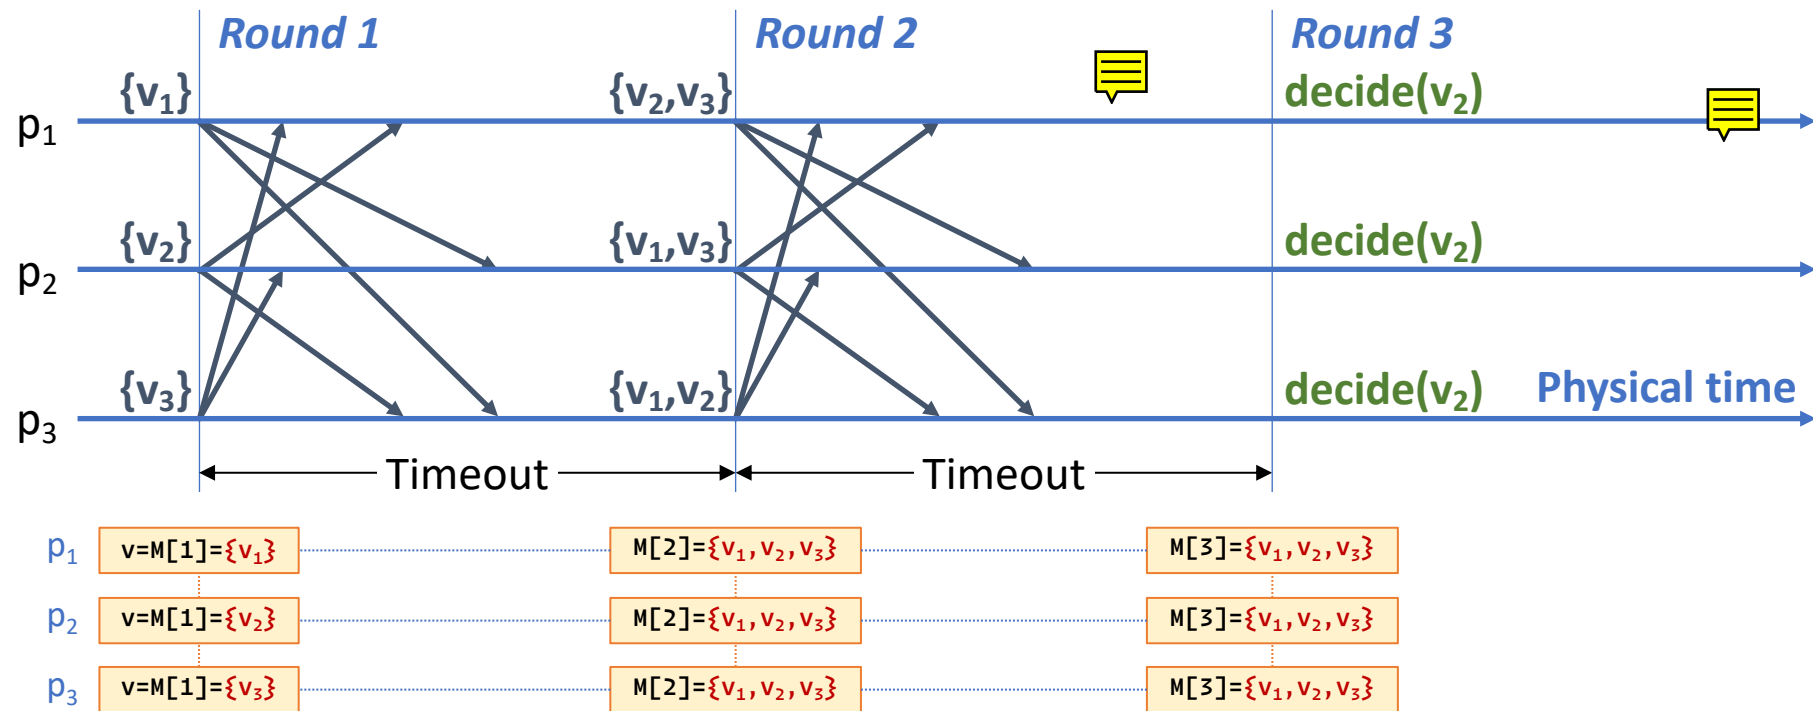 Round 1 Round 2 Round 3
{v₁} {v₂,v₃} decide(v₂)
p₁
{v₂} {v₁,v₃} decide(v₂)
p₂
{v₃} {v₁,v₂} decide(v₂) Physical time
p₃
Timeout Timeout
p₁ v=M[1]={v₁} M[2]={v₁,v₂,v₃} M[3]={v₁,v₂,v₃}
p₂ v=M[1]={v₂} M[2]={v₁,v₂,v₃} M[3]={v₁,v₂,v₃}
p₃ v=M[1]={v₃} M[2]={v₁,v₂,v₃} M[3]={v₁,v₂,v₃}